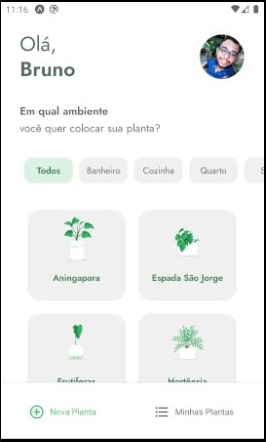 11:16
Olá,
Bruno
Em qual ambiente
você quer colocar sua planta?
Todos
Banheiro
Cozinha
Quarto
S
Aningapara
Espada São Jorge
Frutíferas
Hortência
Nova Planta
Minhas Plantas